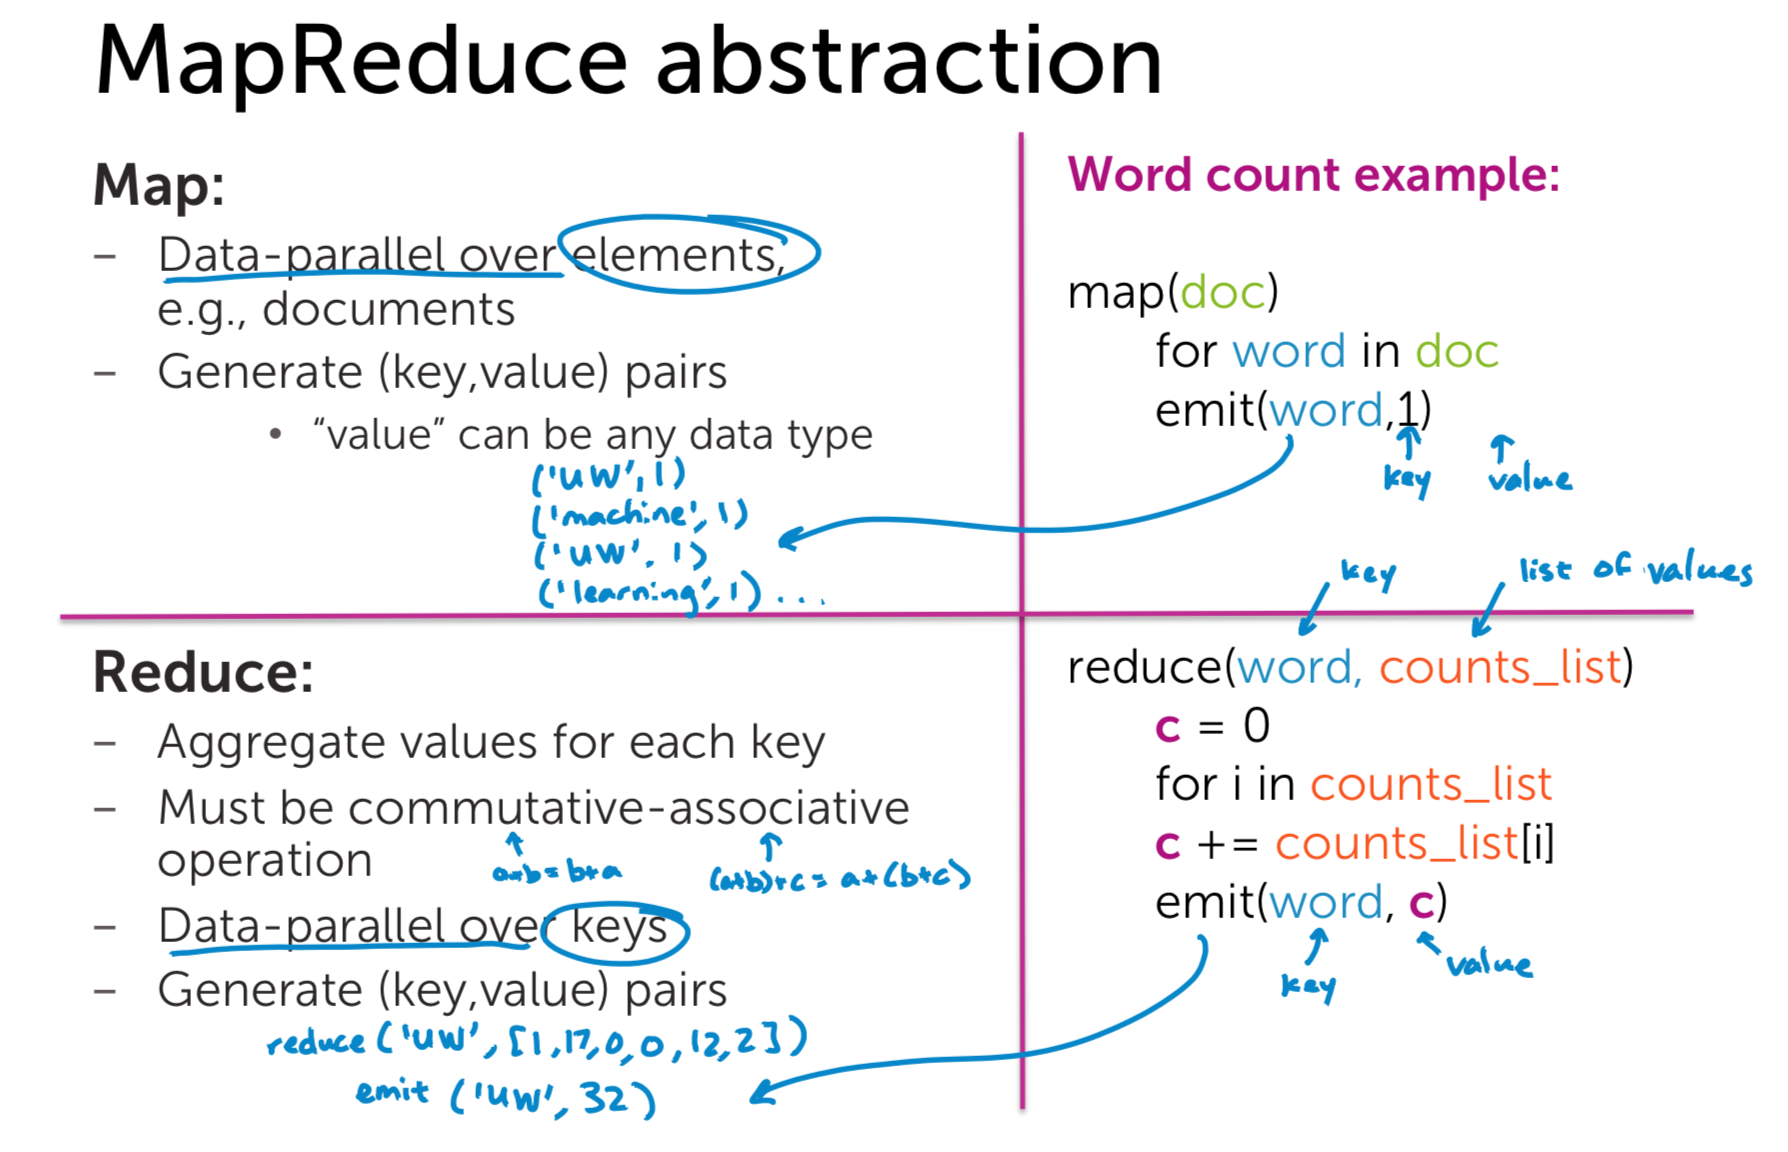 MapReduce abstraction
Map:
– Data-parallel over elements,
e.g., documents
– Generate (key,value) pairs
• “value” can be any data type
('UW', 1)
('machine', 1)
('UW', 1)
('learning', 1) ...
Word count example:
map(doc)
for word in doc
emit(word,1)
key value
key list of values
Reduce:
– Aggregate values for each key
– Must be commutative-associative
operation
a+b = b+a (a+b)+c = a+(b+c)
– Data-parallel over keys
– Generate (key,value) pairs
reduce ('UW', [1,17,0,0,12,2])
emit ('UW', 32)
reduce(word, counts_list)
c = 0
for i in counts_list
c += counts_list[i]
emit(word, c)
key value